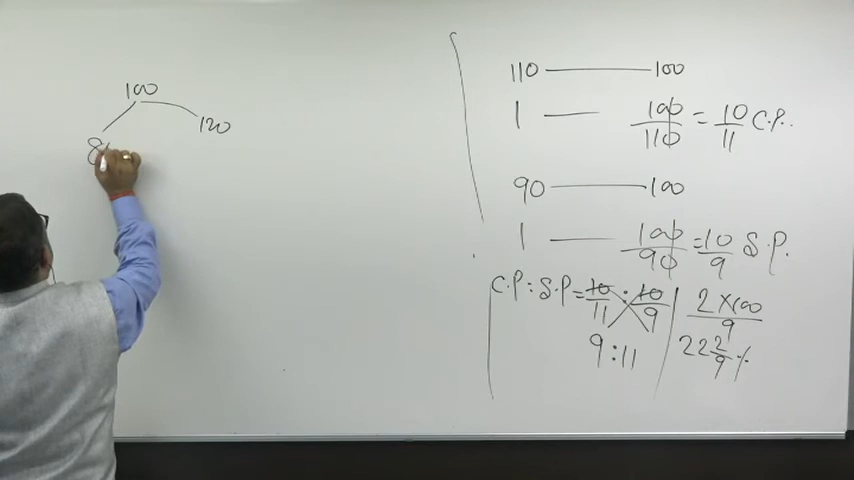 100
120
8
110 — 100
1 — 100/110 = 10/11 C.P.
90 — 100
1 — 100/90 = 10/9 S.P.
C.P : S.P = 10/11 : 10/9
9 : 11
2 × 100/9
22 2/9 %